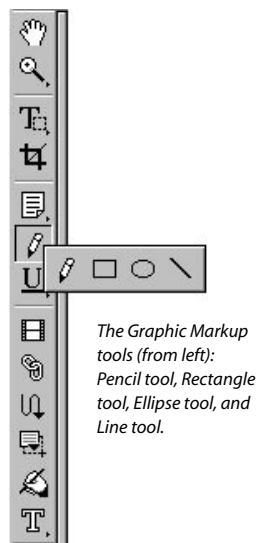 T
U
The Graphic Markup
tools (from left):
Pencil tool, Rectangle
tool, Ellipse tool, and
Line tool.
T